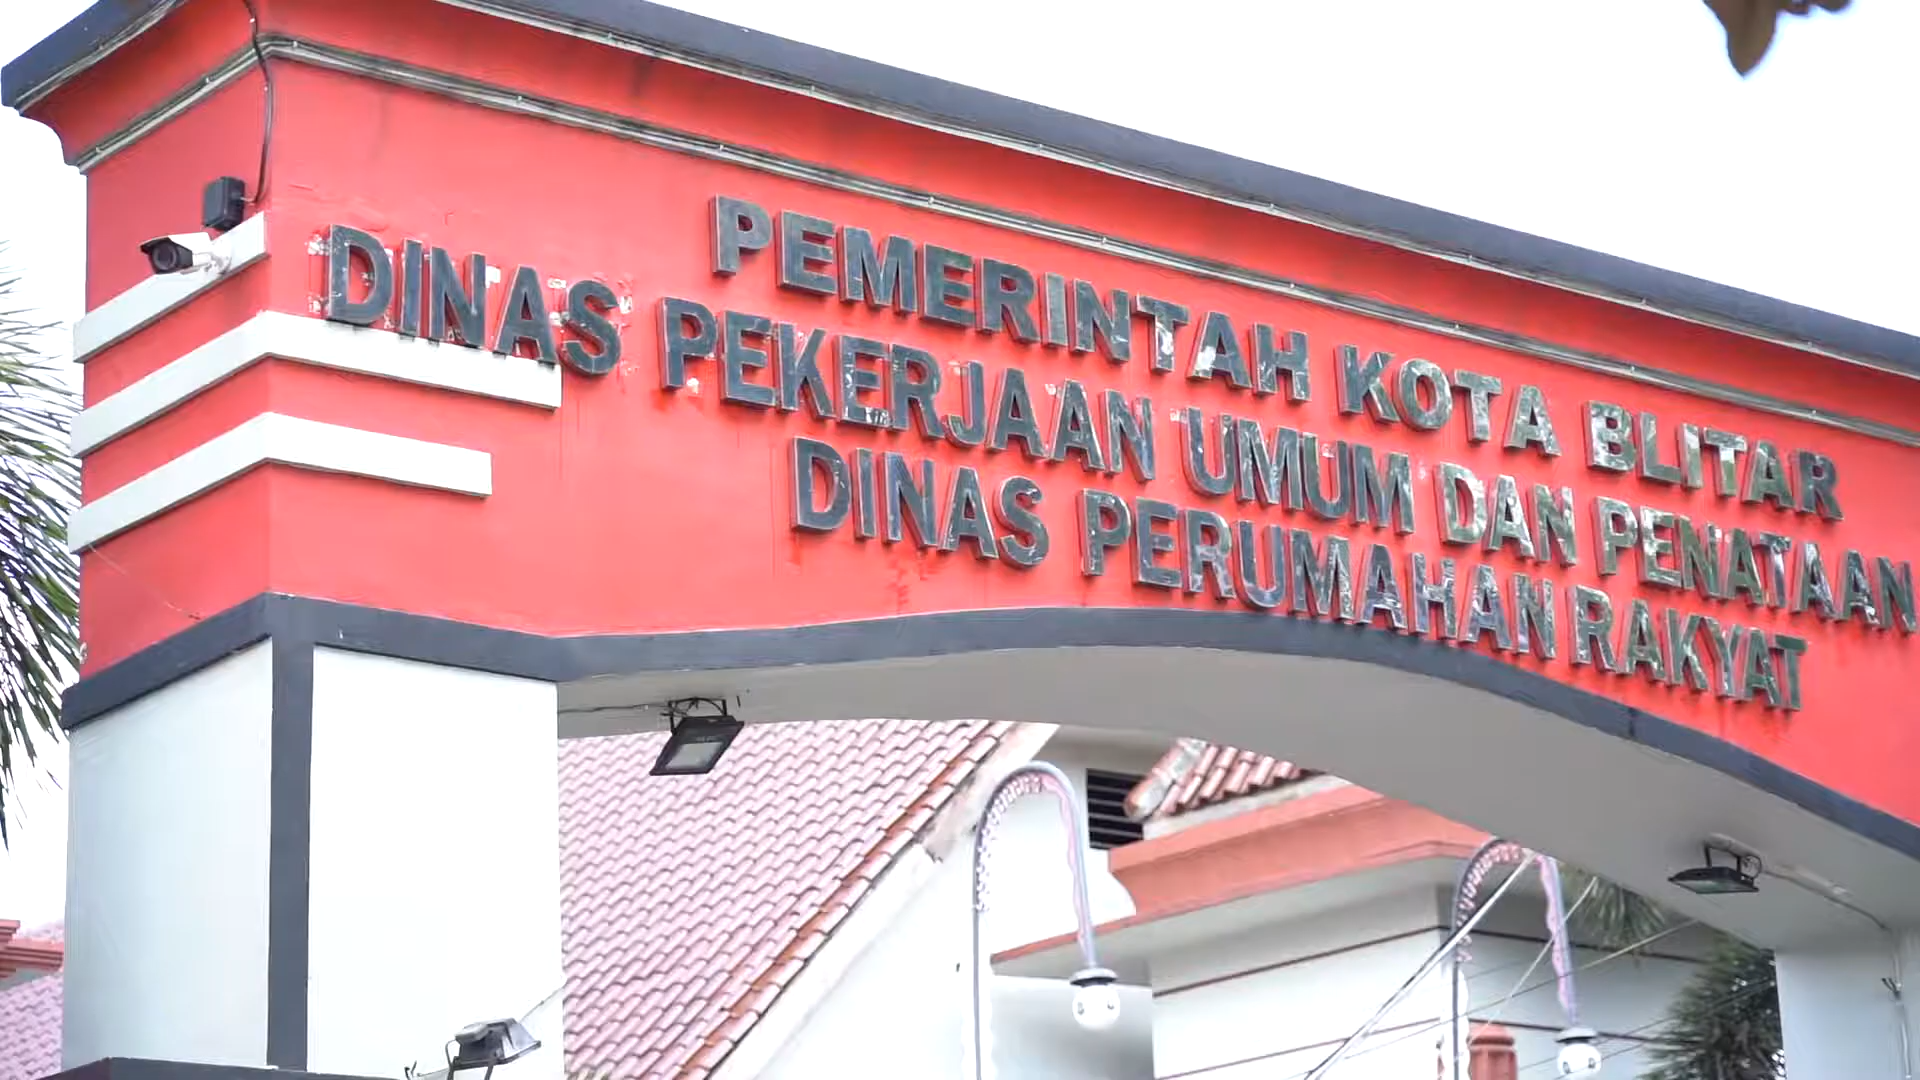 PEMERINTAH KOTA BLITAR
DINAS PEKERJAAN UMUM DAN PENATAAN
DINAS PERUMAHAN RAKYAT